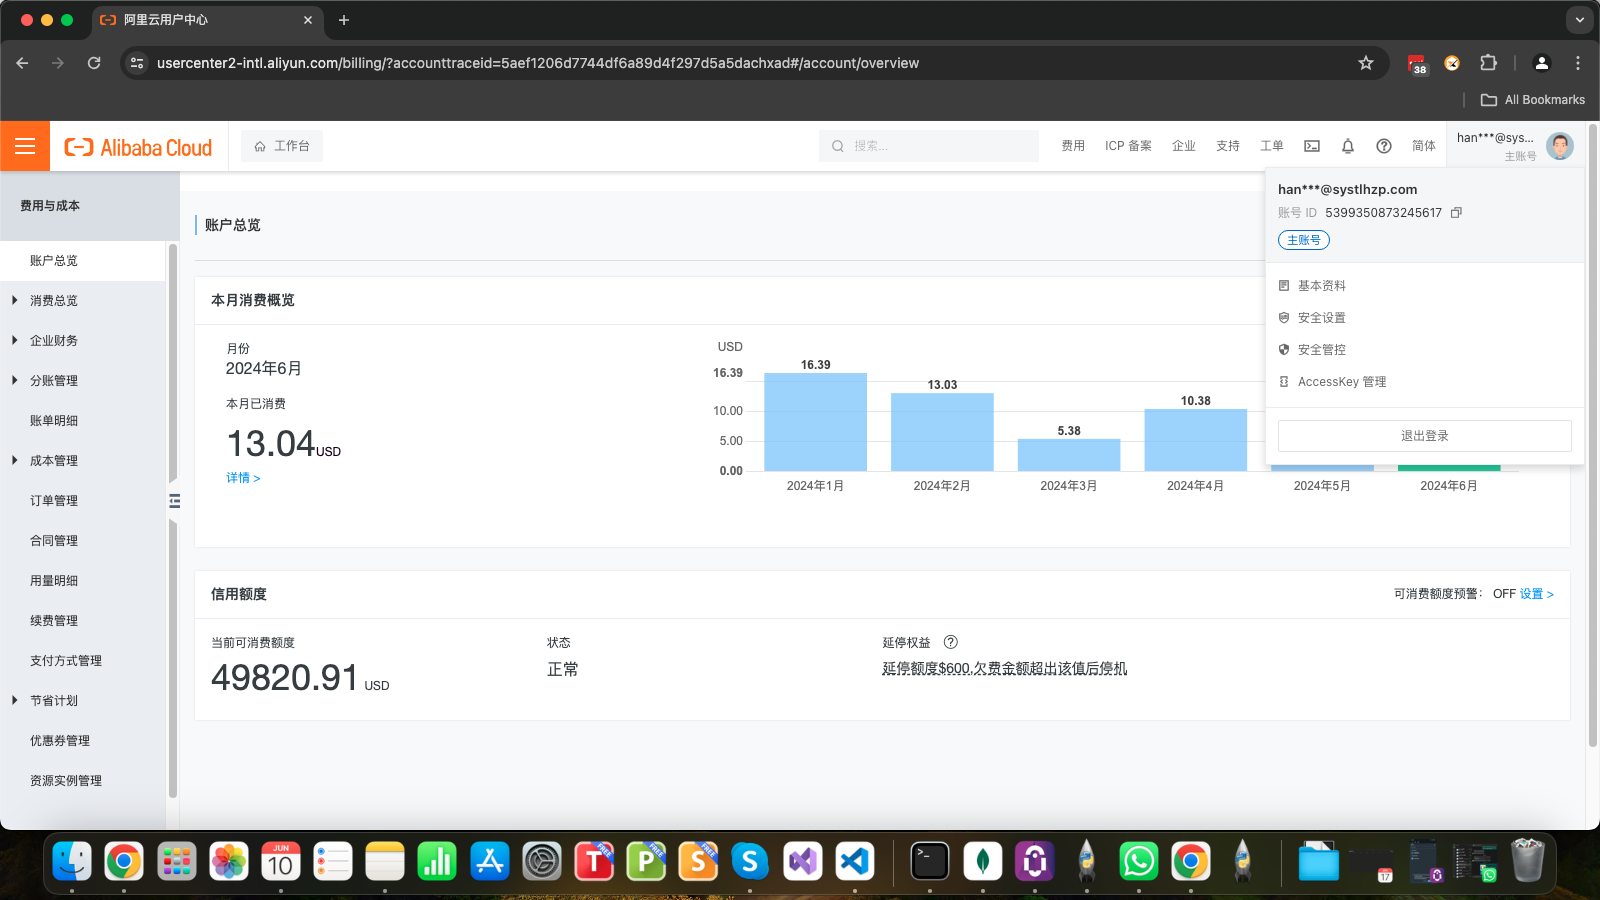 阿里云用户中心
usercenter2-intl.aliyun.com/billing/?accounttraceid=5aef1206d7744df6a89d4f297d5a5dachxad#/account/overview
38
All Bookmarks
Alibaba Cloud
工作台
搜索...
费用
ICP 备案
企业
支持
工单
简体
han***@sys...
主账号
han***@systlhzp.com
账号 ID 5399350873245617
主账号
基本资料
安全设置
安全管控
AccessKey 管理
退出登录
费用与成本
账户总览
消费总览
企业财务
分账管理
账单明细
成本管理
订单管理
合同管理
用量明细
续费管理
支付方式管理
节省计划
优惠券管理
资源实例管理
账户总览
本月消费概览
月份
2024年6月
本月已消费
13.04USD
详情 >
USD
16.39
10.00
5.00
0.00
16.39
13.03
5.38
10.38
2024年1月
2024年2月
2024年3月
2024年4月
2024年5月
2024年6月
信用额度
可消费额度预警： OFF 设置 >
当前可消费额度
49820.91 USD
状态
正常
延停权益
延停额度$600,欠费金额超出该值后停机
JUN
10
T
FREE
P
FREE
S
FREE
17